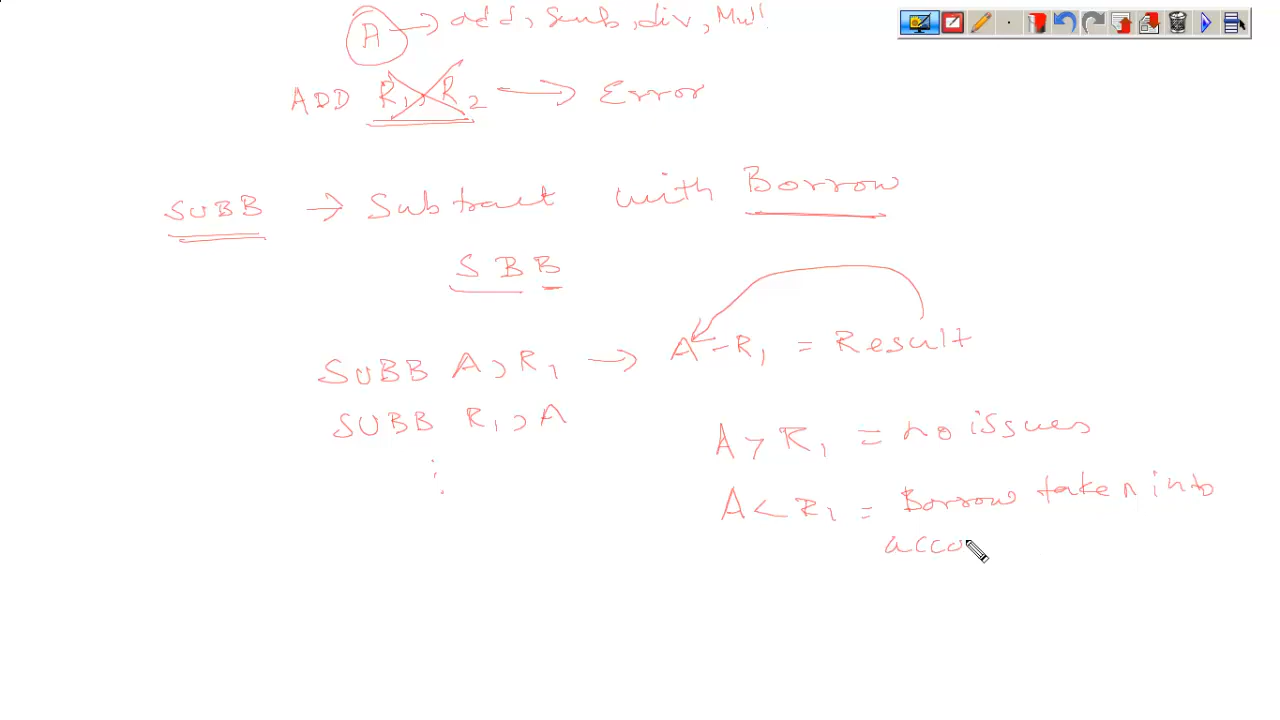 A → add, Sub, div, Mul!
ADD R1, R2 → Error
SUBB → Subtract with Borrow
SBB
SUBB A, R1 → A - R1 = Result
SUBB R1, A
A > R1 = no issues
A < R1 = Borrow taken into
acco